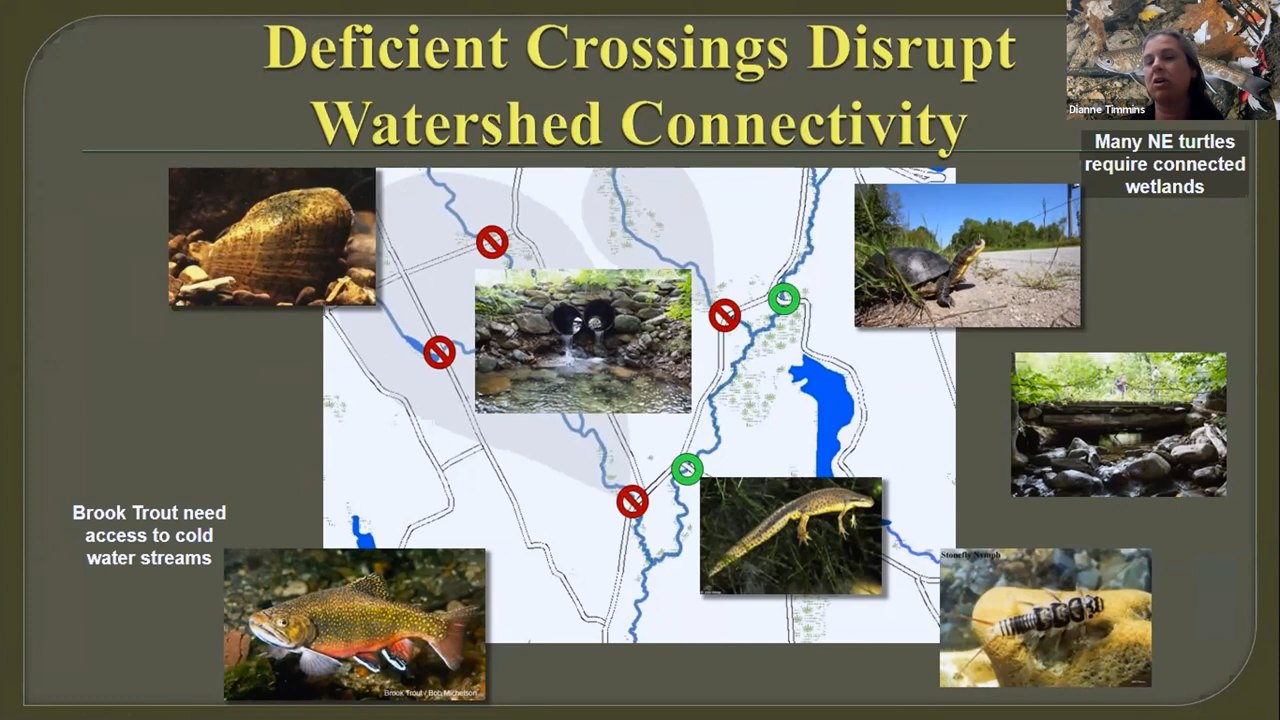 Deficient Crossings Disrupt
Watershed Connectivity
Dianne Timmins
Many NE turtles
require connected
wetlands
Brook Trout need
access to cold
water streams
Stonefly Nymph
Brook Trout / Bob Michelson